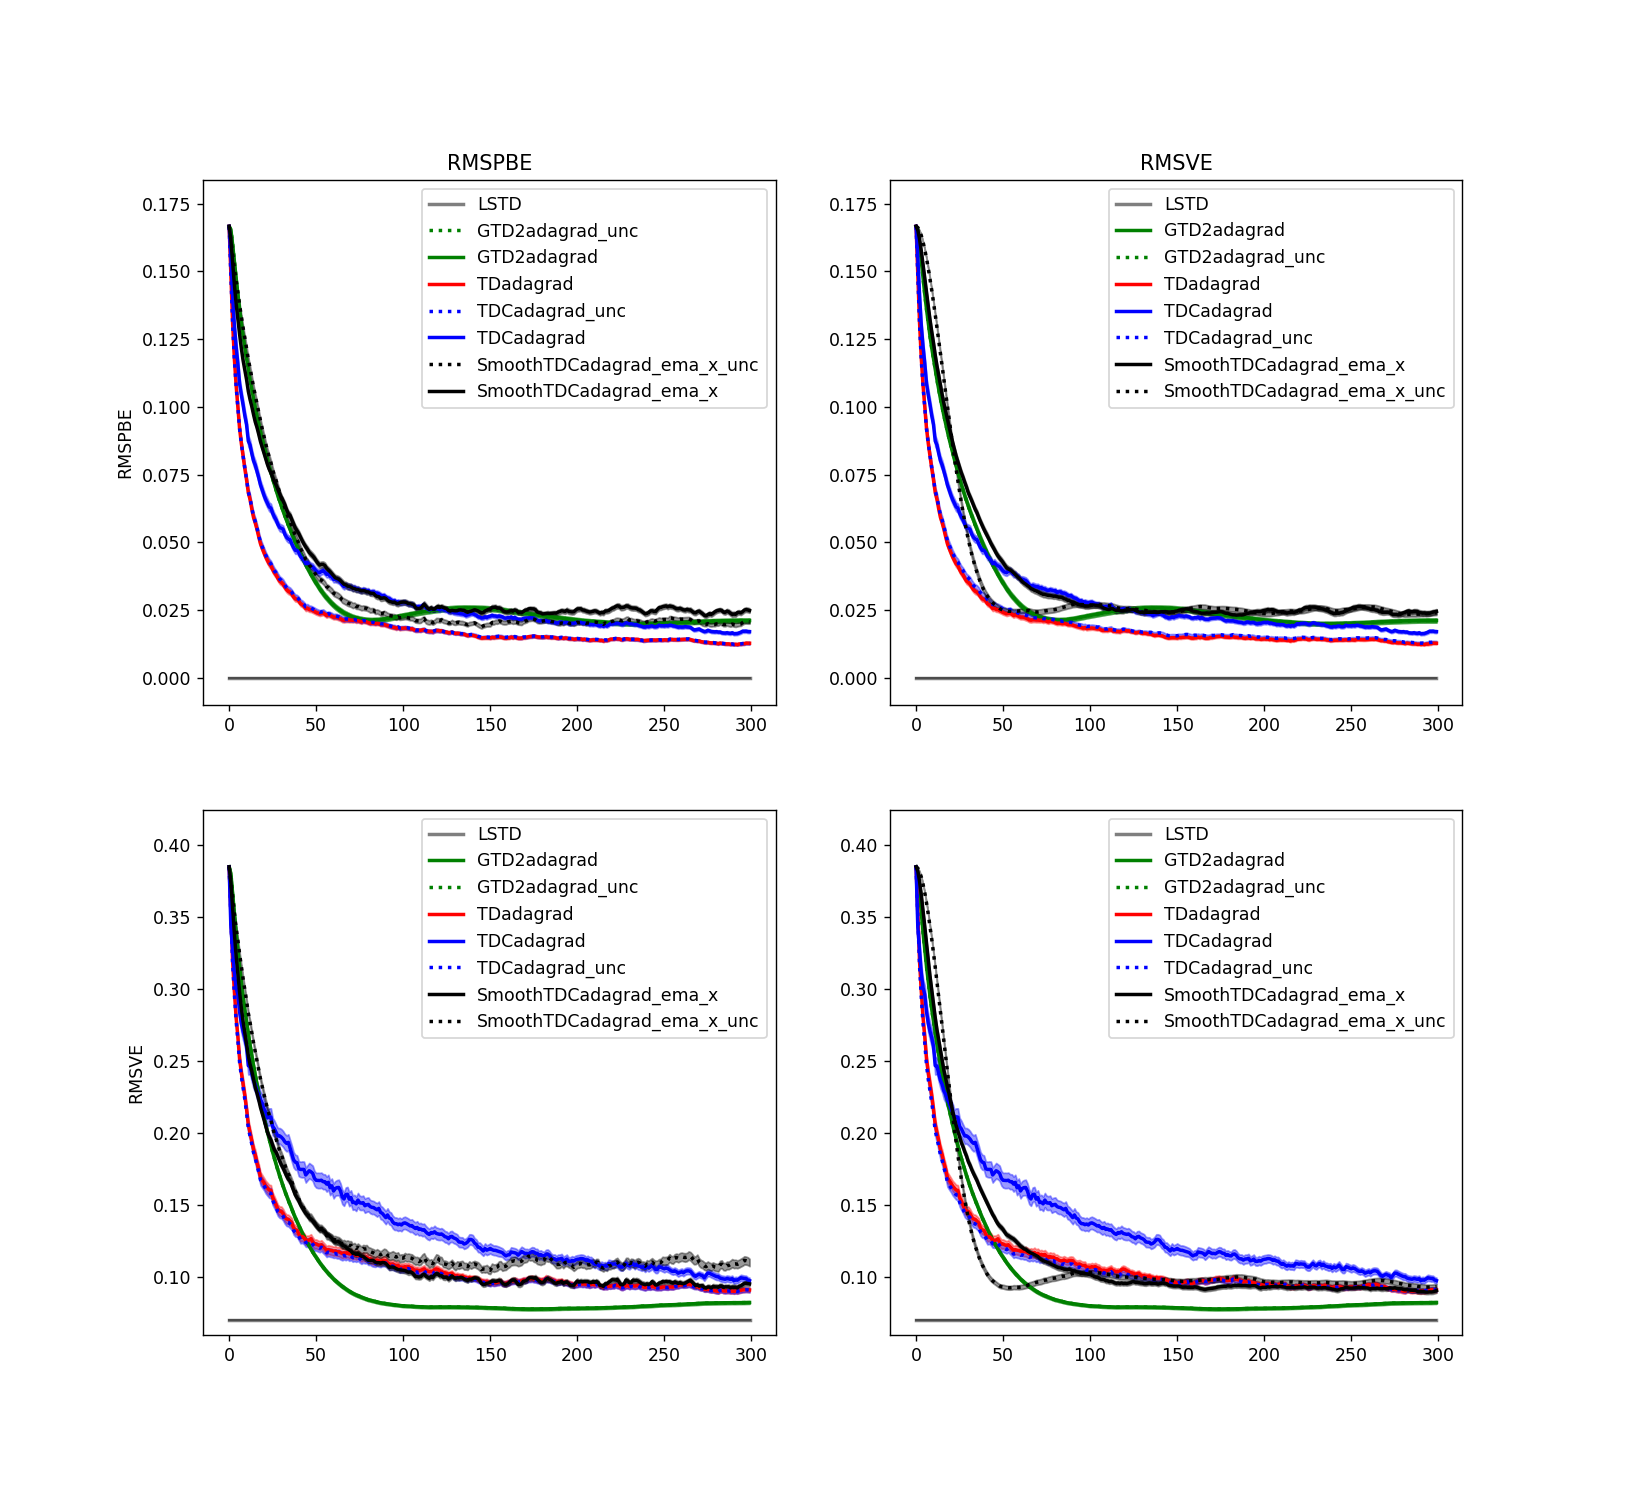 RMSPBE
RMSVE
0.175
0.150
0.125
0.100
0.075
0.050
0.025
0.000
RMSPBE
LSTD
GTD2adagrad_unc
GTD2adagrad
TDadagrad
TDCadagrad_unc
TDCadagrad
SmoothTDCadagrad_ema_x_unc
SmoothTDCadagrad_ema_x
0 50 100 150 200 250 300
0.175
0.150
0.125
0.100
0.075
0.050
0.025
0.000
LSTD
GTD2adagrad
GTD2adagrad_unc
TDadagrad
TDCadagrad
TDCadagrad_unc
SmoothTDCadagrad_ema_x
SmoothTDCadagrad_ema_x_unc
0 50 100 150 200 250 300
0.40
0.35
0.30
0.25
0.20
0.15
0.10
RMSVE
LSTD
GTD2adagrad
GTD2adagrad_unc
TDadagrad
TDCadagrad
TDCadagrad_unc
SmoothTDCadagrad_ema_x
SmoothTDCadagrad_ema_x_unc
0 50 100 150 200 250 300
0.40
0.35
0.30
0.25
0.20
0.15
0.10
LSTD
GTD2adagrad
GTD2adagrad_unc
TDadagrad
TDCadagrad
TDCadagrad_unc
SmoothTDCadagrad_ema_x
SmoothTDCadagrad_ema_x_unc
0 50 100 150 200 250 300